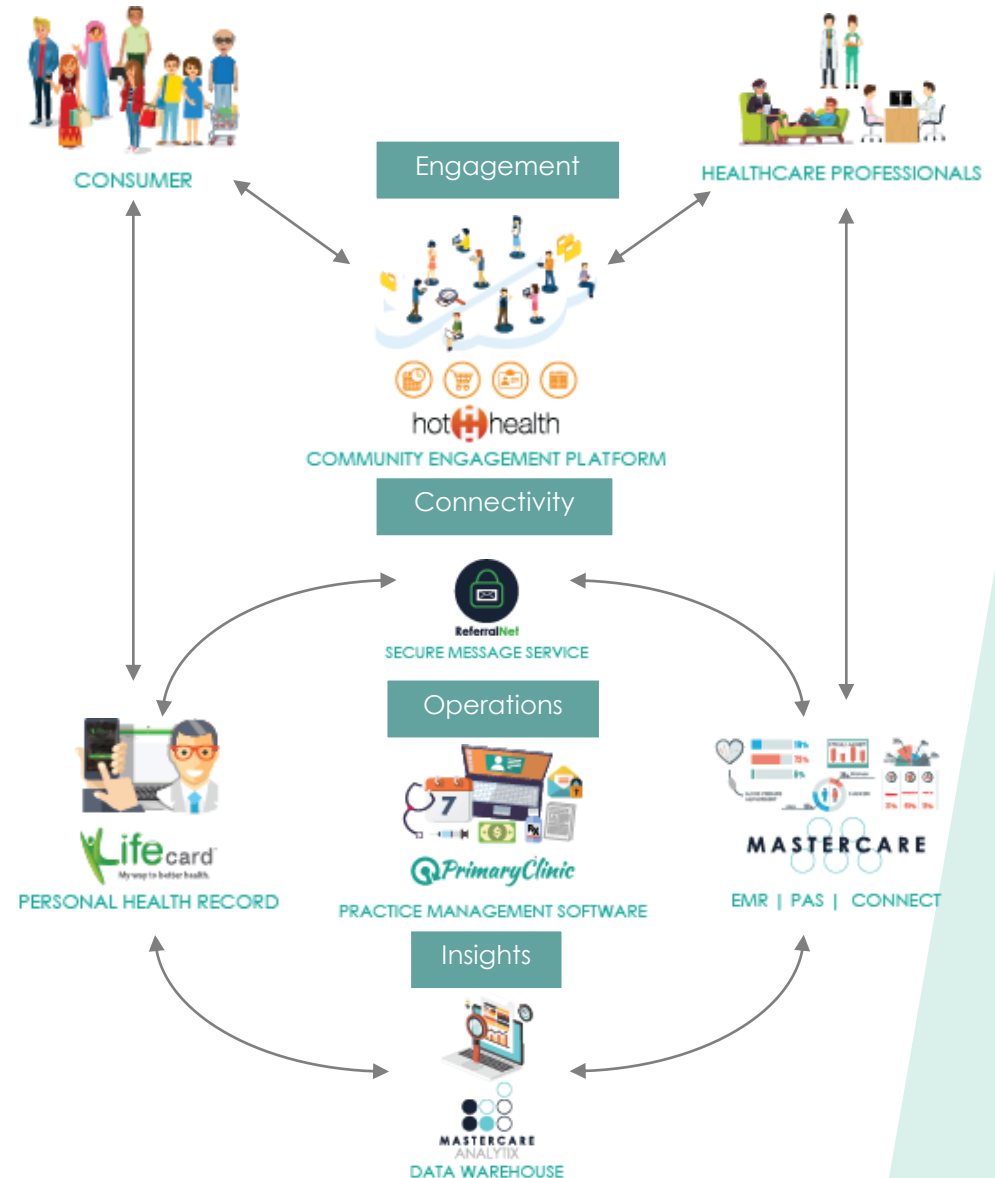 CONSUMER
HEALTHCARE PROFESSIONALS
Engagement
hot health
COMMUNITY ENGAGEMENT PLATFORM
Connectivity
ReferralNet
SECURE MESSAGE SERVICE
Operations
7
Rx
PrimaryClinic
PRACTICE MANAGEMENT SOFTWARE
Lifecard
My way to better health.
PERSONAL HEALTH RECORD
MASTERCARE
EMR | PAS | CONNECT
Insights
MASTERCARE
ANALYTIX
DATA WAREHOUSE